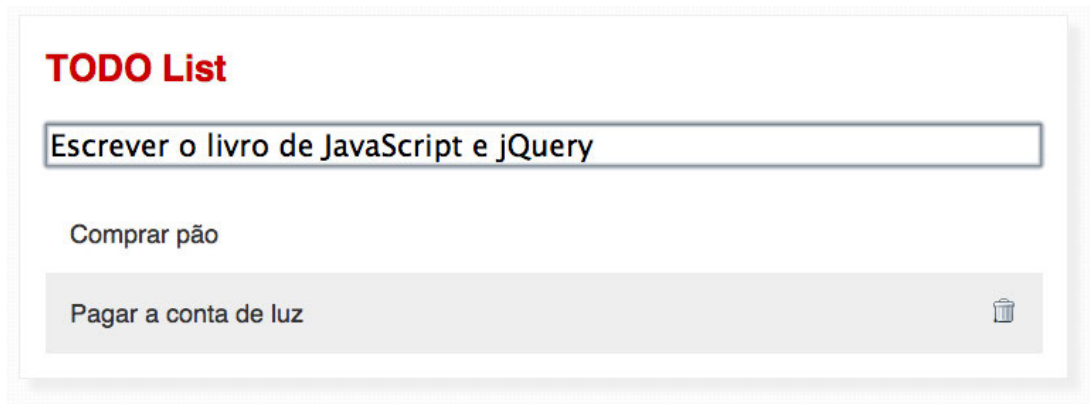 TODO List
Escrever o livro de JavaScript e jQuery
Comprar pão
Pagar a conta de luz